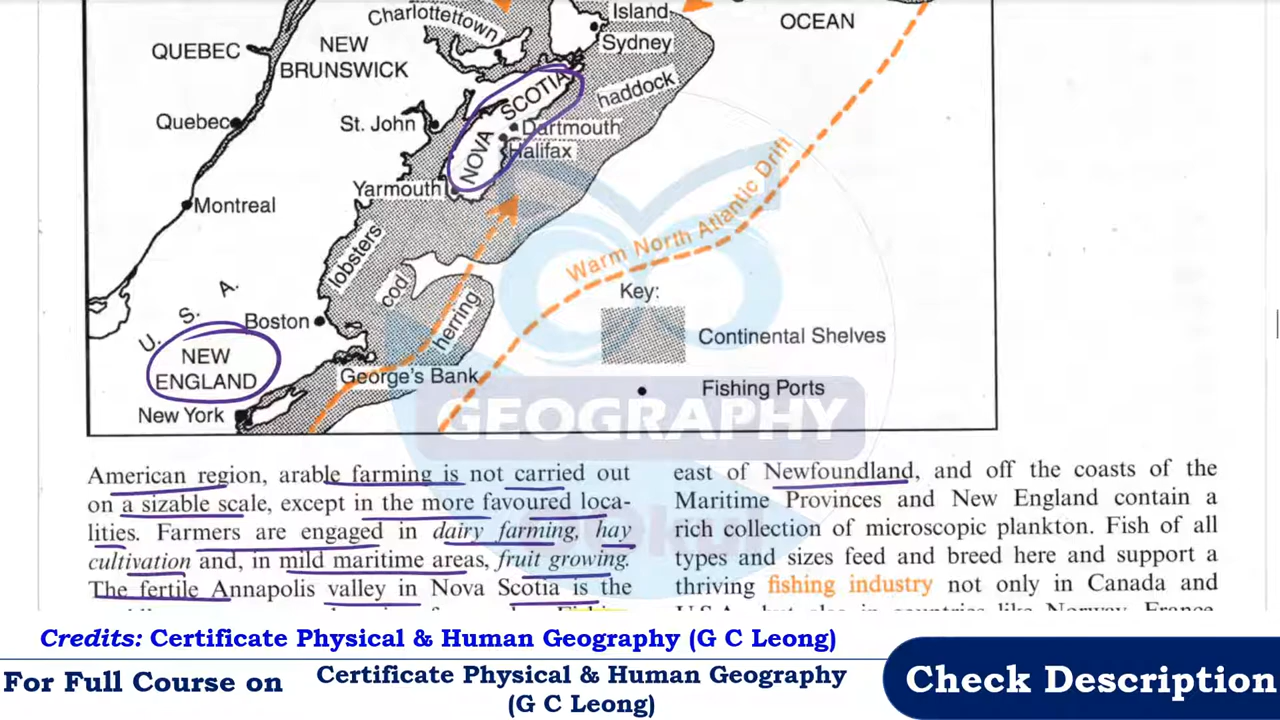 Charlottetown
Island
OCEAN
QUEBEC
NEW
BRUNSWICK
Sydney
haddock
NOVA SCOTIA
Quebec
St. John
Dartmouth
Halifax
Yarmouth
Montreal
Warm North Atlantic Drift
lobsters
cod
herring
Key:
U. S. A.
Boston
Continental Shelves
NEW
ENGLAND
George's Bank
Fishing Ports
New York
GEOGRAPHY
American region, arable farming is not carried out
on a sizable scale, except in the more favoured loca-
lities. Farmers are engaged in dairy farming, hay
cultivation and, in mild maritime areas, fruit growing.
The fertile Annapolis valley in Nova Scotia is the
east of Newfoundland, and off the coasts of the
Maritime Provinces and New England contain a
rich collection of microscopic plankton. Fish of all
types and sizes feed and breed here and support a
thriving fishing industry not only in Canada and
U.S.A. but also in countries like Norway, France,
Credits: Certificate Physical & Human Geography (G C Leong)
For Full Course on
Certificate Physical & Human Geography
(G C Leong)
Check Description